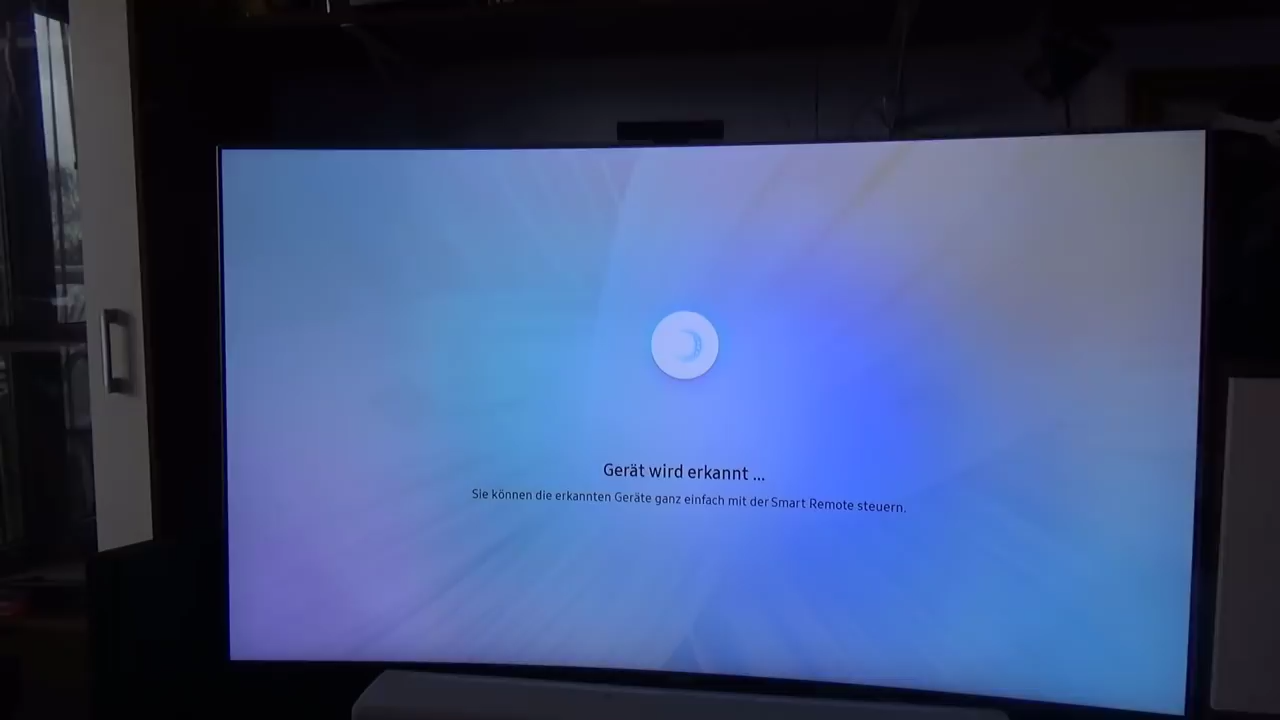 Gerät wird erkannt ...
Sie können die erkannten Geräte ganz einfach mit der Smart Remote steuern.